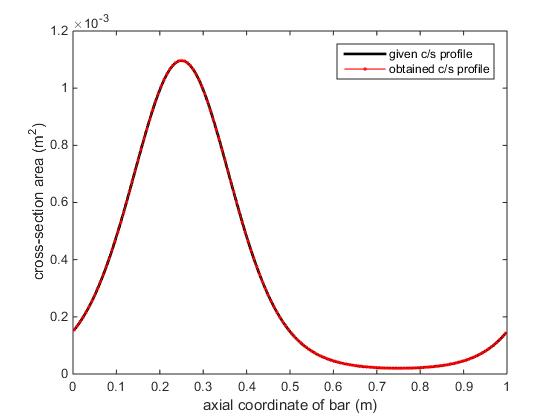 ×10⁻³
1.2
1
0.8
0.6
0.4
0.2
0
cross-section area (m²)
given c/s profile
obtained c/s profile
0 0.1 0.2 0.3 0.4 0.5 0.6 0.7 0.8 0.9 1
axial coordinate of bar (m)